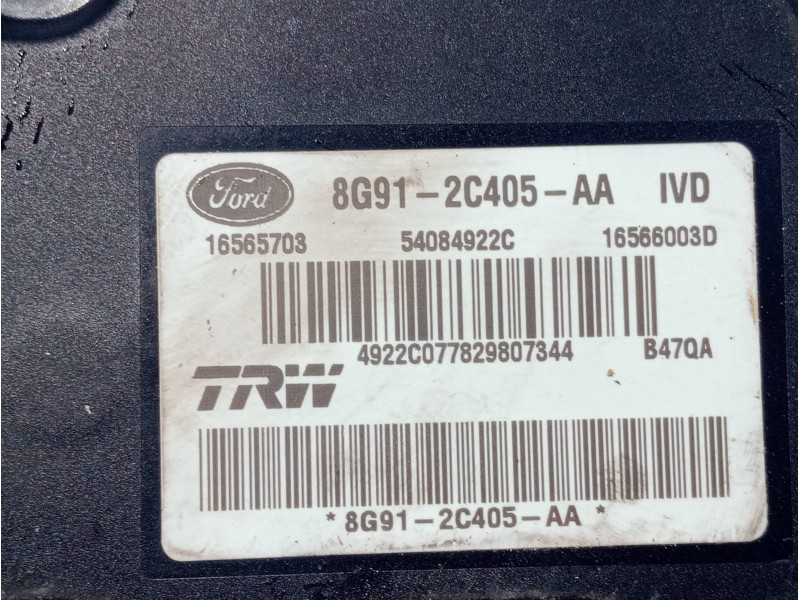 Ford 8G91-2C405-AA IVD
16565703 54084922C 16566003D
4922C077829807344 B47QA
TRW
*8G91-2C405-AA*